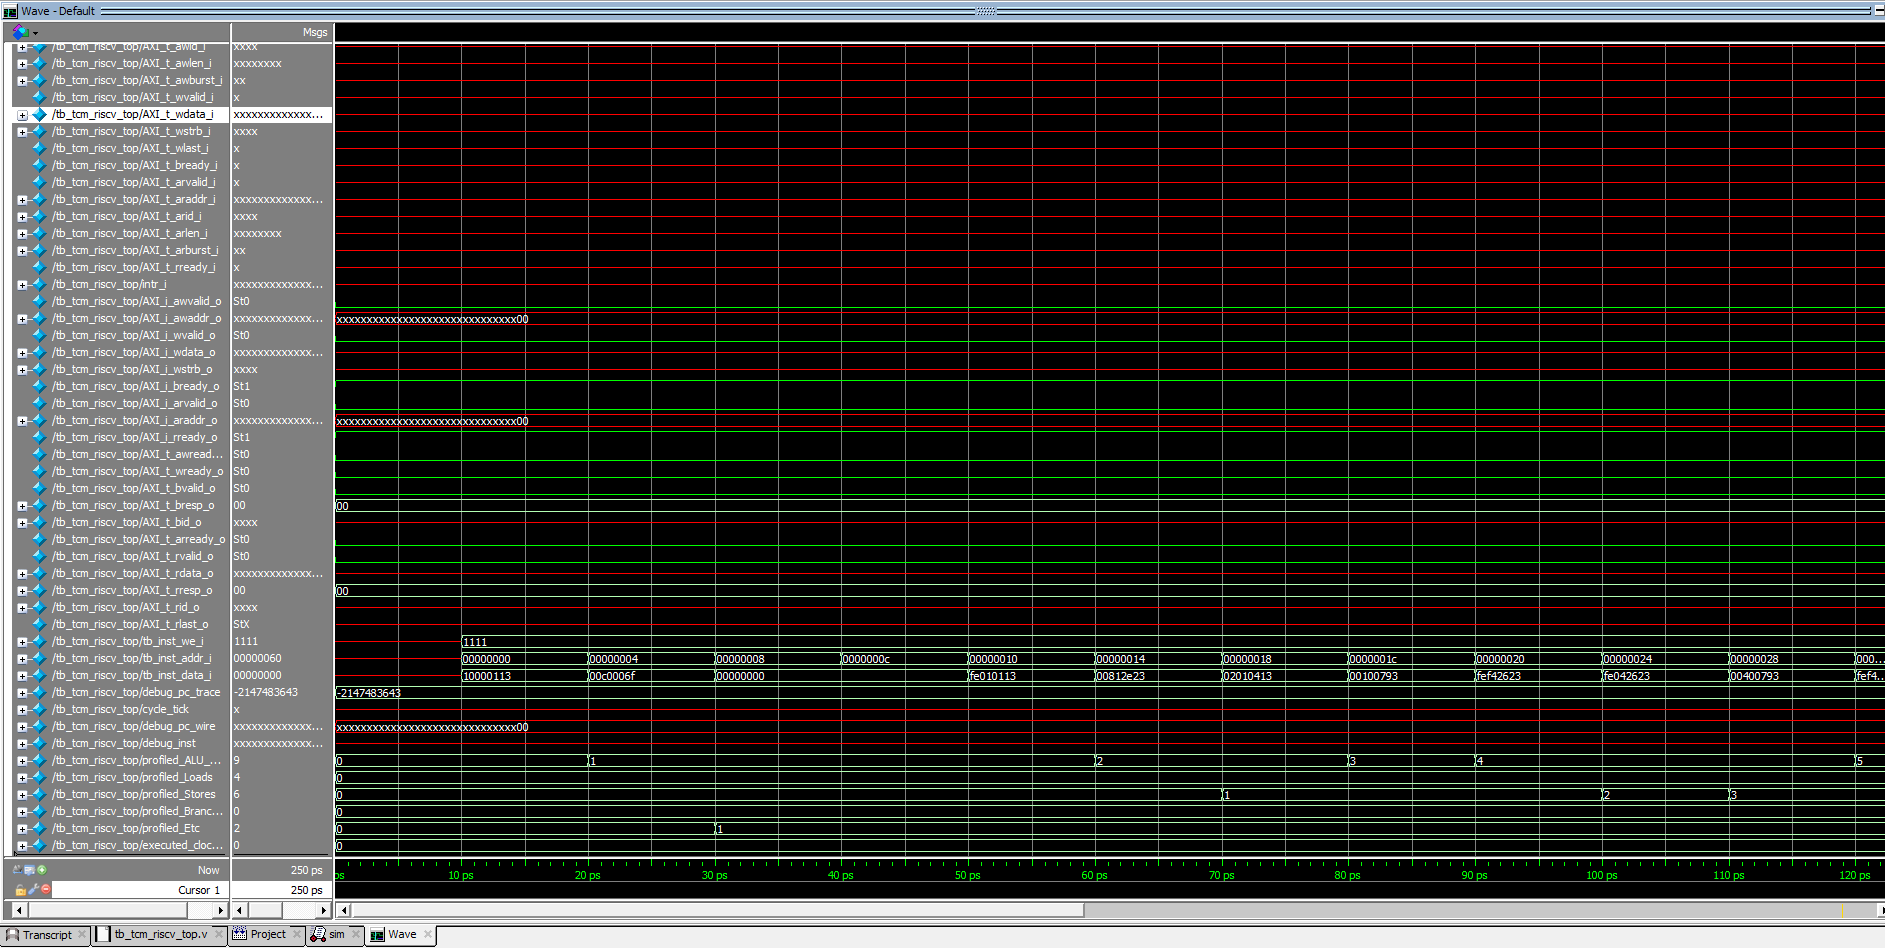 Wave - Default
Msgs
/tb_tcm_riscv_top/AXI_t_awid_i xxxx
/tb_tcm_riscv_top/AXI_t_awlen_i xxxxxxxx
/tb_tcm_riscv_top/AXI_t_awburst_i xx
/tb_tcm_riscv_top/AXI_t_wvalid_i x
/tb_tcm_riscv_top/AXI_t_wdata_i xxxxxxxxxxxxx...
/tb_tcm_riscv_top/AXI_t_wstrb_i xxxx
/tb_tcm_riscv_top/AXI_t_wlast_i x
/tb_tcm_riscv_top/AXI_t_bready_i x
/tb_tcm_riscv_top/AXI_t_arvalid_i x
/tb_tcm_riscv_top/AXI_t_araddr_i xxxxxxxxxxxxx...
/tb_tcm_riscv_top/AXI_t_arid_i xxxx
/tb_tcm_riscv_top/AXI_t_arlen_i xxxxxxxx
/tb_tcm_riscv_top/AXI_t_arburst_i xx
/tb_tcm_riscv_top/AXI_t_rready_i x
/tb_tcm_riscv_top/intr_i xxxxxxxxxxxxx...
/tb_tcm_riscv_top/AXI_i_awvalid_o St0
/tb_tcm_riscv_top/AXI_i_awaddr_o xxxxxxxxxxxxx... xxxxxxxxxxxxxxxxxxxxxxxxxxxxxx00
/tb_tcm_riscv_top/AXI_i_wvalid_o St0
/tb_tcm_riscv_top/AXI_i_wdata_o xxxxxxxxxxxxx...
/tb_tcm_riscv_top/AXI_i_wstrb_o xxxx
/tb_tcm_riscv_top/AXI_i_bready_o St1
/tb_tcm_riscv_top/AXI_i_arvalid_o St0
/tb_tcm_riscv_top/AXI_i_araddr_o xxxxxxxxxxxxx... xxxxxxxxxxxxxxxxxxxxxxxxxxxxxx00
/tb_tcm_riscv_top/AXI_i_rready_o St1
/tb_tcm_riscv_top/AXI_t_awread... St0
/tb_tcm_riscv_top/AXI_t_wready_o St0
/tb_tcm_riscv_top/AXI_t_bvalid_o St0
/tb_tcm_riscv_top/AXI_t_bresp_o 00 00
/tb_tcm_riscv_top/AXI_t_bid_o xxxx
/tb_tcm_riscv_top/AXI_t_arready_o St0
/tb_tcm_riscv_top/AXI_t_rvalid_o St0
/tb_tcm_riscv_top/AXI_t_rdata_o xxxxxxxxxxxxx...
/tb_tcm_riscv_top/AXI_t_rresp_o 00 00
/tb_tcm_riscv_top/AXI_t_rid_o xxxx
/tb_tcm_riscv_top/AXI_t_rlast_o StX
/tb_tcm_riscv_top/tb_inst_we_i 1111 1111
/tb_tcm_riscv_top/tb_inst_addr_i 00000060 00000000 00000004 00000008 0000000c 00000010 00000014 00000018 0000001c 00000020 00000024 00000028 000...
/tb_tcm_riscv_top/tb_inst_data_i 00000000 10000113 00c0006f 00000000 fe010113 00812e23 02010413 00100793 fef42623 fe042623 00400793 fef4...
/tb_tcm_riscv_top/debug_pc_trace -2147483643 -2147483643
/tb_tcm_riscv_top/cycle_tick x
/tb_tcm_riscv_top/debug_pc_wire xxxxxxxxxxxxx... xxxxxxxxxxxxxxxxxxxxxxxxxxxxxx00
/tb_tcm_riscv_top/debug_inst xxxxxxxxxxxxx...
/tb_tcm_riscv_top/profiled_ALU_... 9 0 1 2 3 4 5
/tb_tcm_riscv_top/profiled_Loads 4 0
/tb_tcm_riscv_top/profiled_Stores 6 0 1 2 3
/tb_tcm_riscv_top/profiled_Branc... 0 0
/tb_tcm_riscv_top/profiled_Etc 2 0 1
/tb_tcm_riscv_top/executed_cloc... 0 0
Now 250 ps ps 10 ps 20 ps 30 ps 40 ps 50 ps 60 ps 70 ps 80 ps 90 ps 100 ps 110 ps 120 ps
Cursor 1 250 ps
Transcript tb_tcm_riscv_top.v Project sim Wave